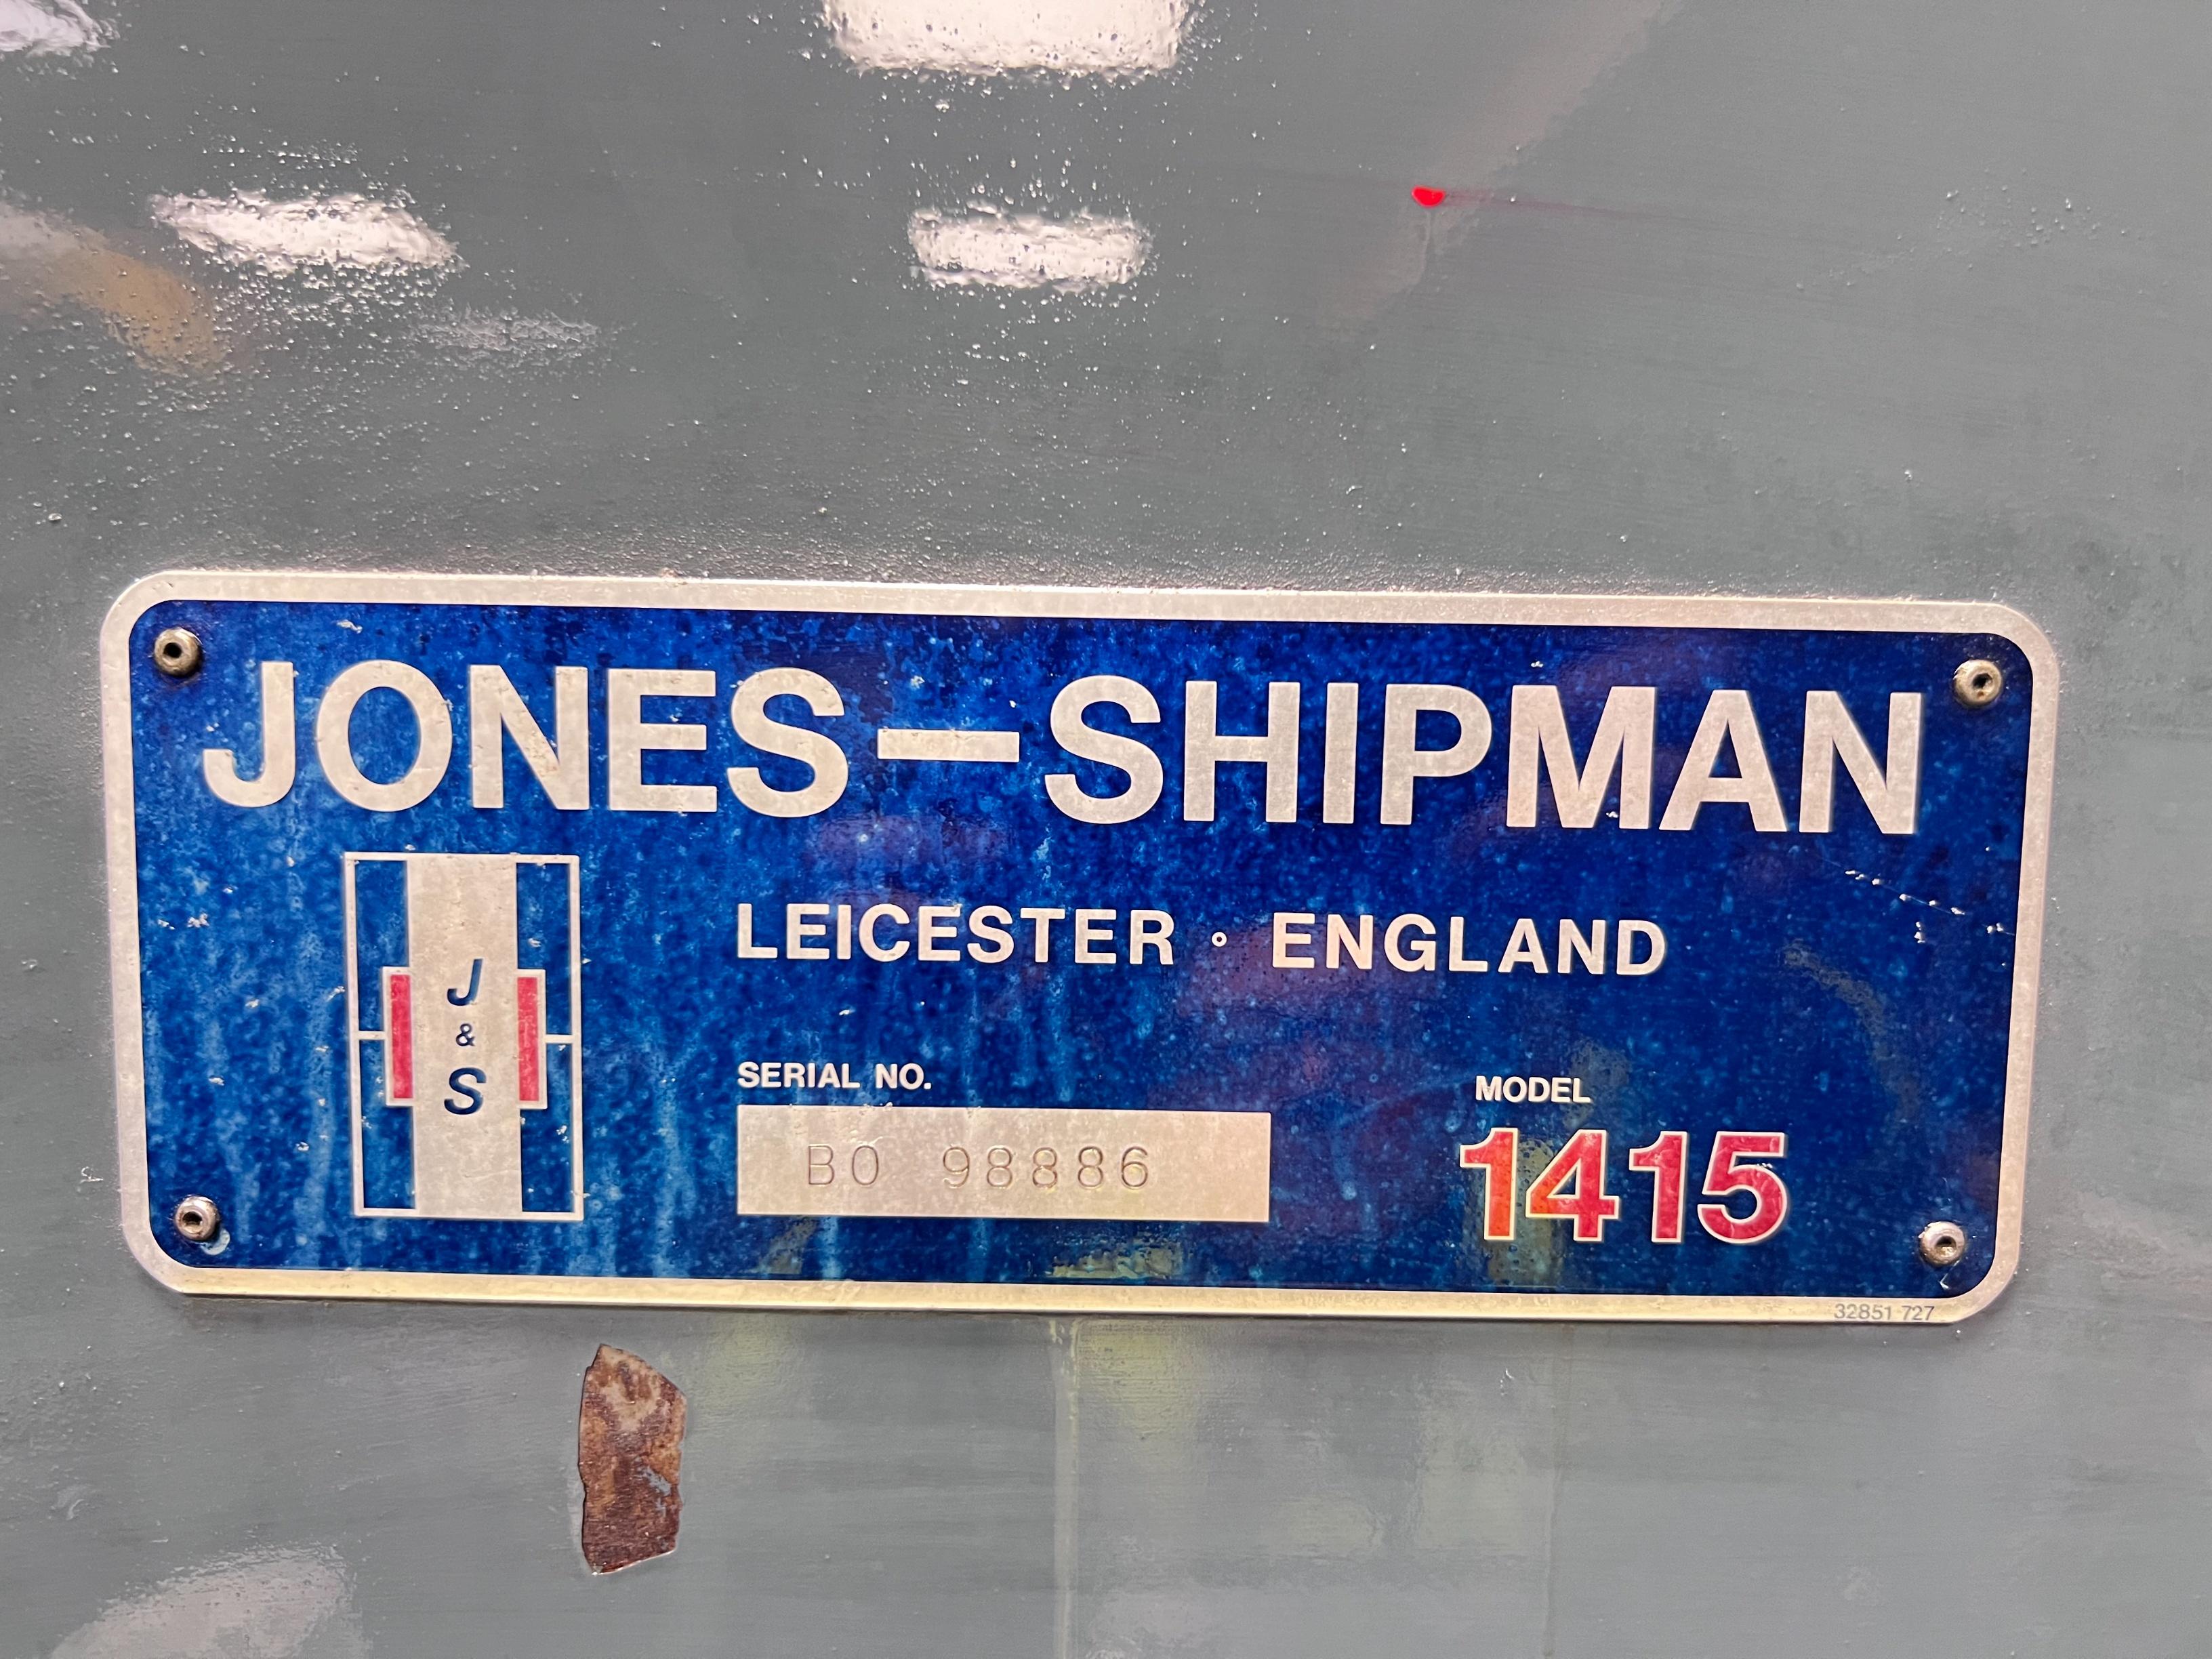 JONES—SHIPMAN
LEICESTER • ENGLAND
J
&
S
SERIAL NO.
BO 98886
MODEL
1415
32851 727